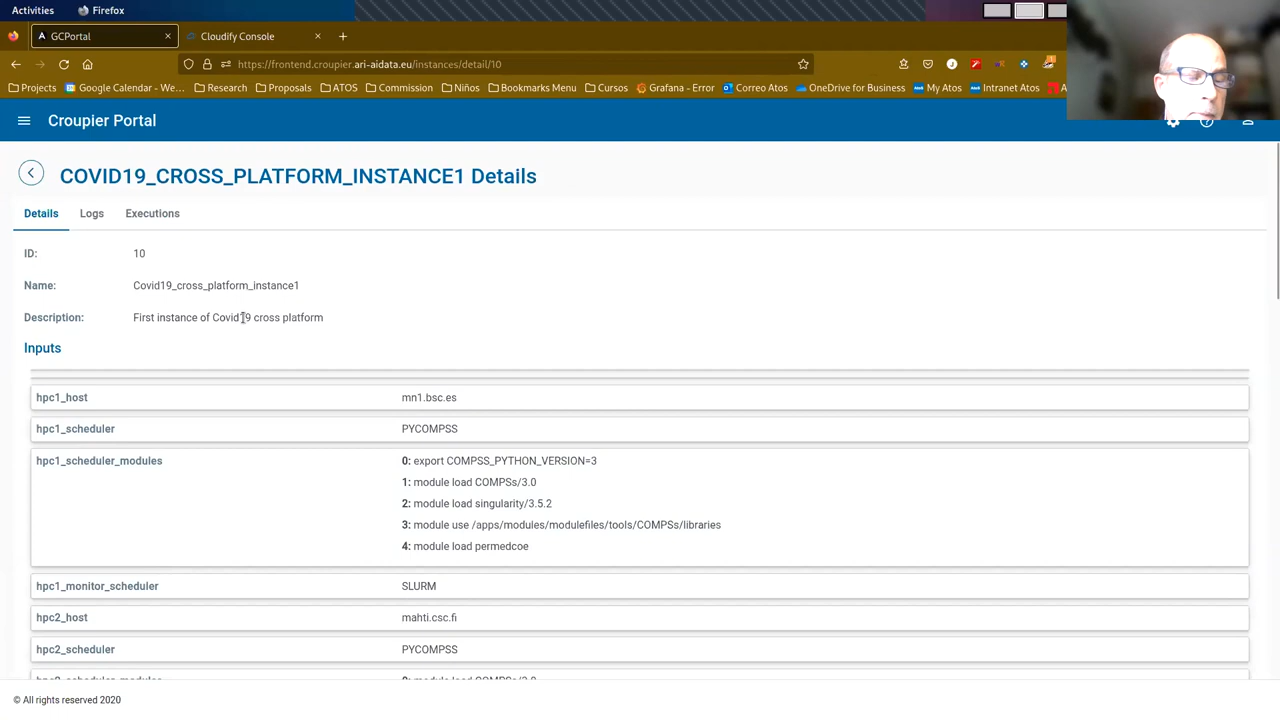 Activities Firefox
GCPortal × Cloudify Console × +
https://frontend.croupier.ari-aidata.eu/instances/detail/10
Projects Google Calendar - We… Research Proposals ATOS Commission Niños Bookmarks Menu Cursos Grafana - Error Correo Atos OneDrive for Business My Atos Intranet Atos
Croupier Portal
COVID19_CROSS_PLATFORM_INSTANCE1 Details
Details Logs Executions
ID: 10
Name: Covid19_cross_platform_instance1
Description: First instance of Covid19 cross platform
Inputs
hpc1_host mn1.bsc.es
hpc1_scheduler PYCOMPSS
hpc1_scheduler_modules 0: export COMPSS_PYTHON_VERSION=3
1: module load COMPSs/3.0
2: module load singularity/3.5.2
3: module use /apps/modules/modulefiles/tools/COMPSs/libraries
4: module load permedcoe
hpc1_monitor_scheduler SLURM
hpc2_host mahti.csc.fi
hpc2_scheduler PYCOMPSS
© All rights reserved 2020